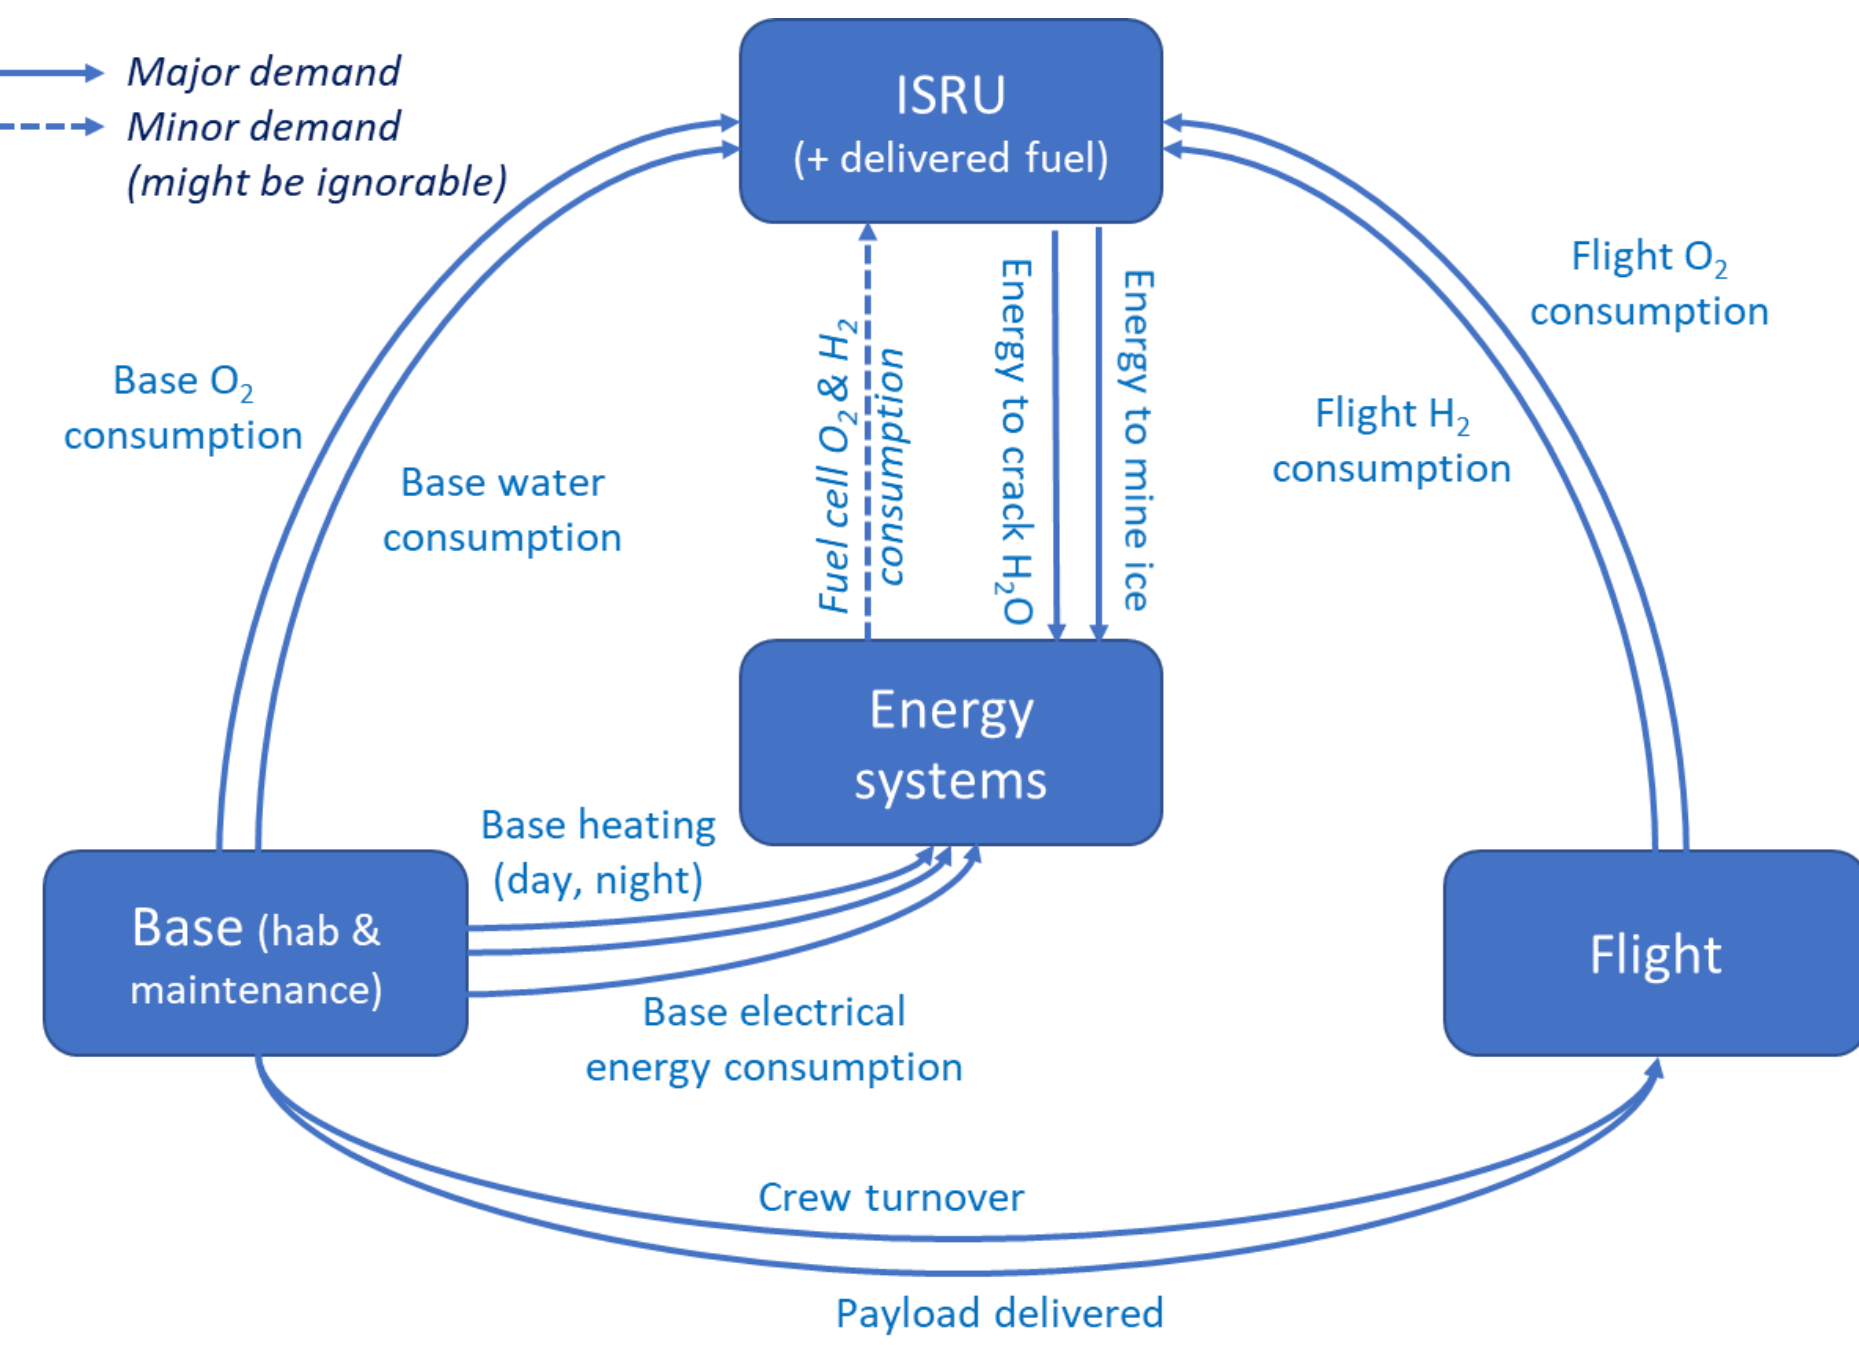 Major demand
Minor demand
(might be ignorable)
ISRU
(+ delivered fuel)
Flight O₂
consumption
Base O₂
consumption
Flight H₂
consumption
Base water
consumption
Fuel cell O₂ & H₂
consumption
Energy to crack H₂O
Energy to mine ice
Energy
systems
Base heating
(day, night)
Base (hab &
maintenance)
Flight
Base electrical
energy consumption
Crew turnover
Payload delivered